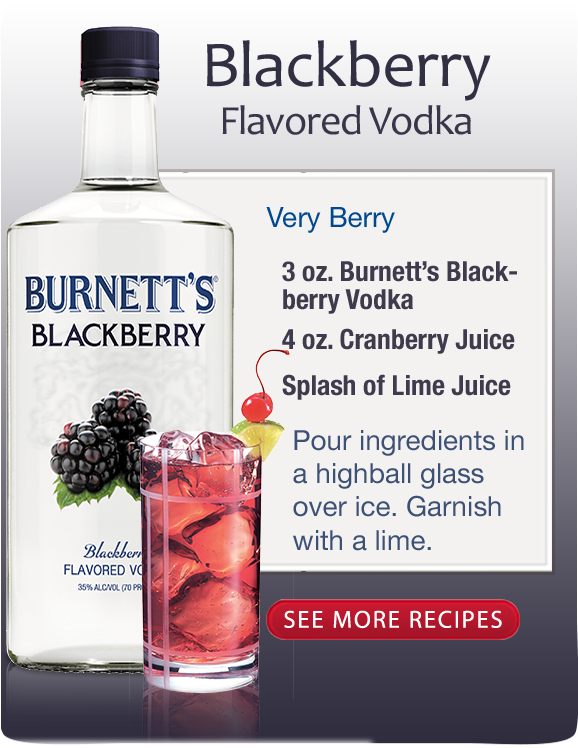 Blackberry
Flavored Vodka
Very Berry
3 oz. Burnett's Black-
berry Vodka
4 oz. Cranberry Juice
Splash of Lime Juice
Pour ingredients in
a highball glass
over ice. Garnish
with a lime.
SEE MORE RECIPES
BURNETT'S®
BLACKBERRY
FLAVORED
35% ALC/VOL (70